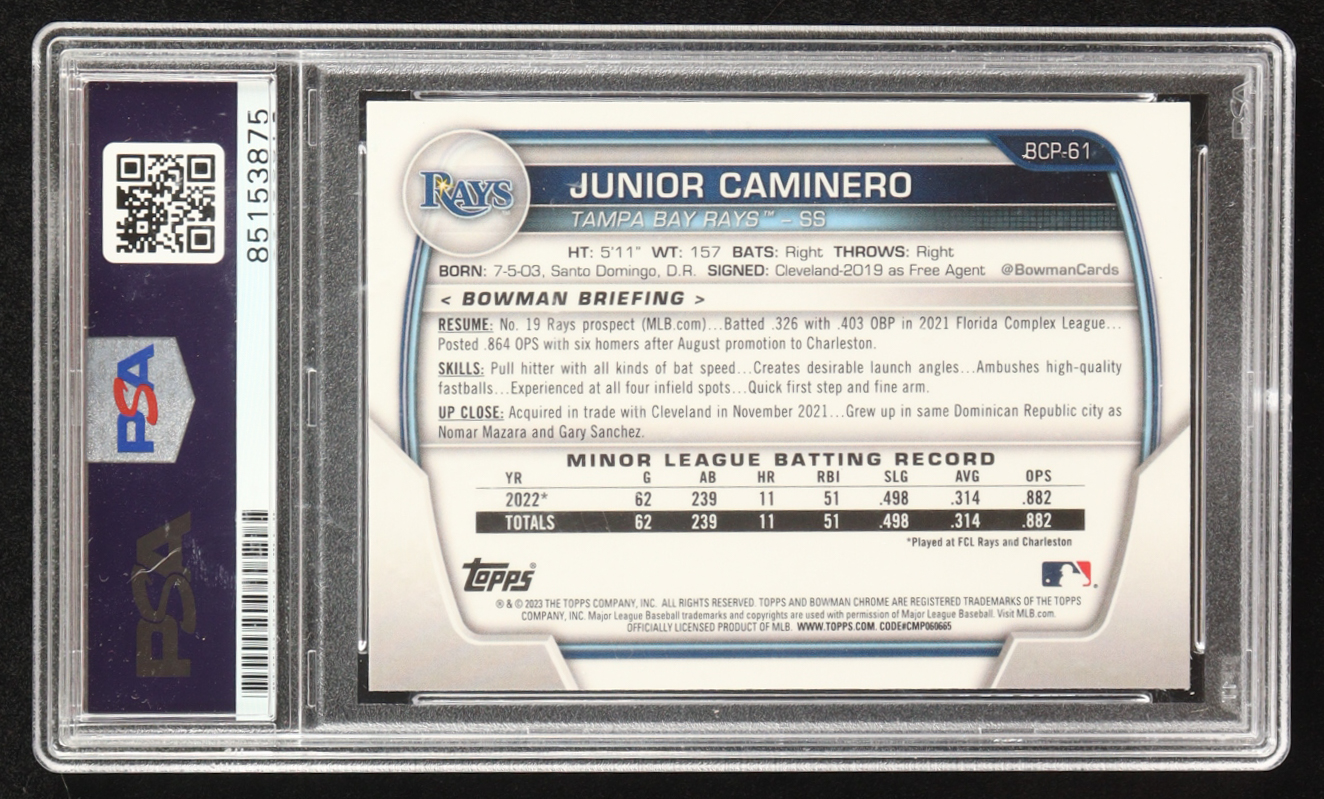 85153875
PSA
PSA
RAYS
BCP-61
JUNIOR CAMINERO
TAMPA BAY RAYS™ – SS
HT: 5'11" WT: 157 BATS: Right THROWS: Right
BORN: 7-5-03, Santo Domingo, D.R. SIGNED: Cleveland-2019 as Free Agent @BowmanCards
< BOWMAN BRIEFING >
RESUME: No. 19 Rays prospect (MLB.com)...Batted .326 with .403 OBP in 2021 Florida Complex League...
Posted .864 OPS with six homers after August promotion to Charleston.
SKILLS: Pull hitter with all kinds of bat speed...Creates desirable launch angles...Ambushes high-quality
fastballs...Experienced at all four infield spots...Quick first step and fine arm.
UP CLOSE: Acquired in trade with Cleveland in November 2021...Grew up in same Dominican Republic city as
Nomar Mazara and Gary Sanchez.
MINOR LEAGUE BATTING RECORD
YR G AB HR RBI SLG AVG OPS
2022* 62 239 11 51 .498 .314 .882
TOTALS 62 239 11 51 .498 .314 .882
*Played at FCL Rays and Charleston
Topps®
® & © 2023 THE TOPPS COMPANY, INC. ALL RIGHTS RESERVED. TOPPS AND BOWMAN CHROME ARE REGISTERED TRADEMARKS OF THE TOPPS
COMPANY, INC. Major League Baseball trademarks and copyrights are used with permission of Major League Baseball. Visit MLB.com.
OFFICIALLY LICENSED PRODUCT OF MLB. WWW.TOPPS.COM. CODE#CMP060665